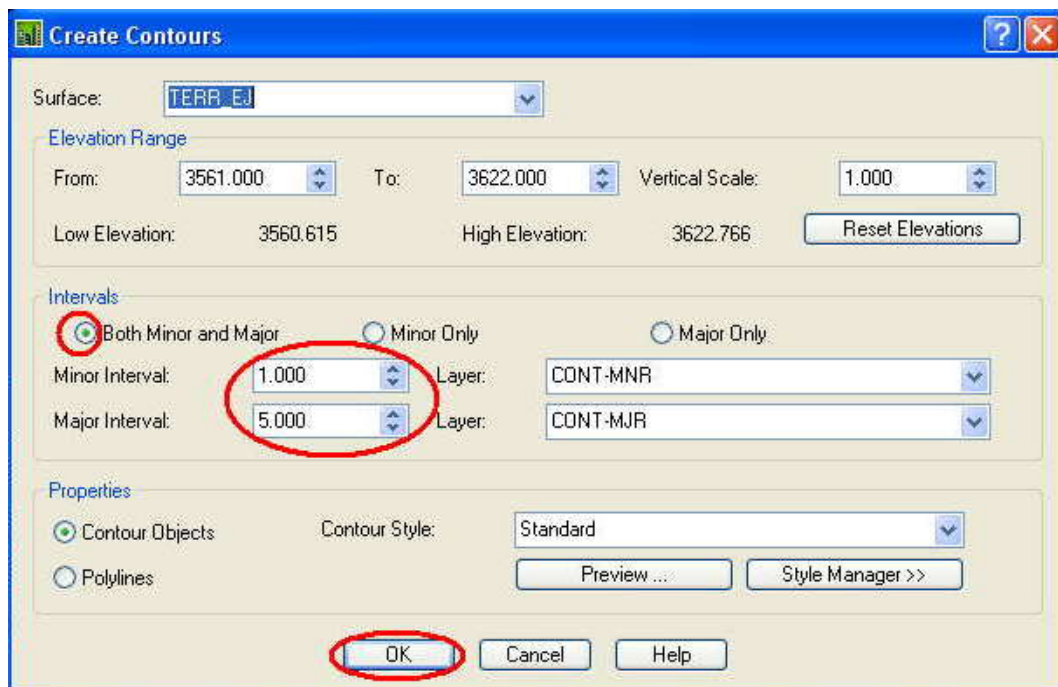 Create Contours
Surface: TERR_EJ
Elevation Range
From: 3561.000 To: 3622.000 Vertical Scale: 1.000
Low Elevation: 3560.615 High Elevation: 3622.766 Reset Elevations
Intervals
Both Minor and Major Minor Only Major Only
Minor Interval: 1.000 Layer: CONT-MNR
Major Interval: 5.000 Layer: CONT-MJR
Properties
Contour Objects Contour Style: Standard
Polylines Preview ... Style Manager >>
OK Cancel Help